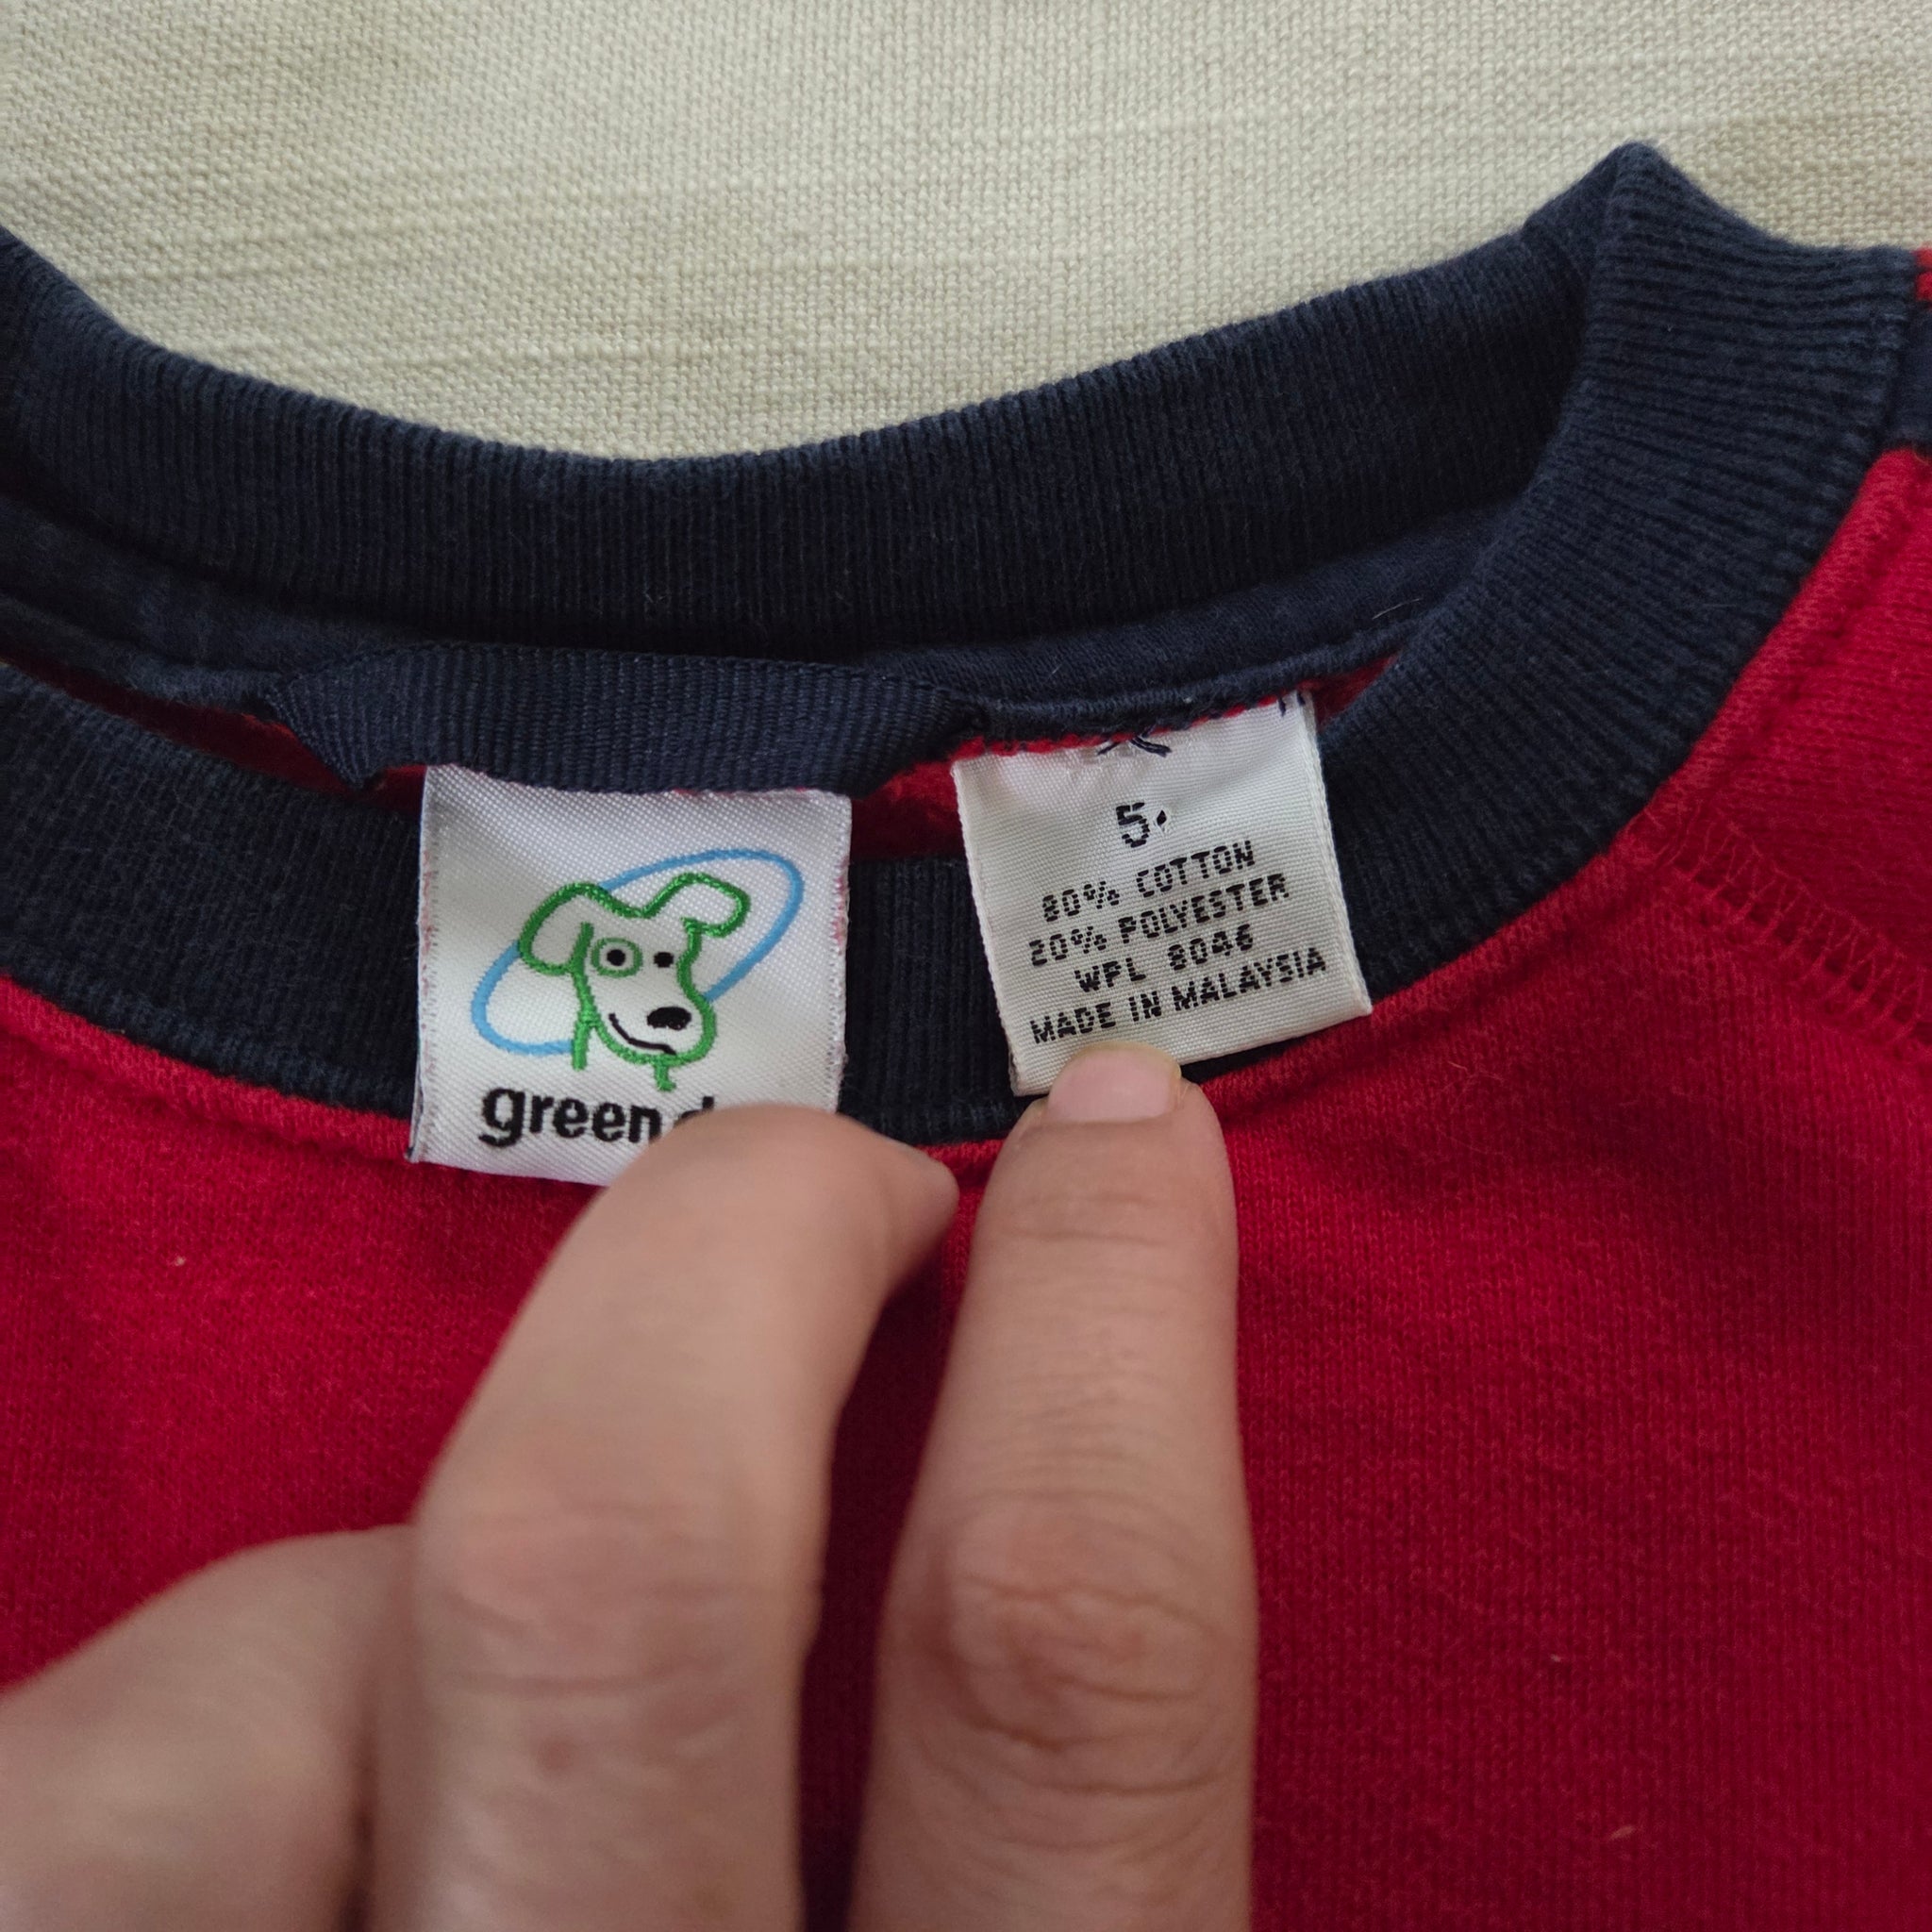 green
5
80% COTTON
20% POLYESTER
WPL 8046
MADE IN MALAYSIA